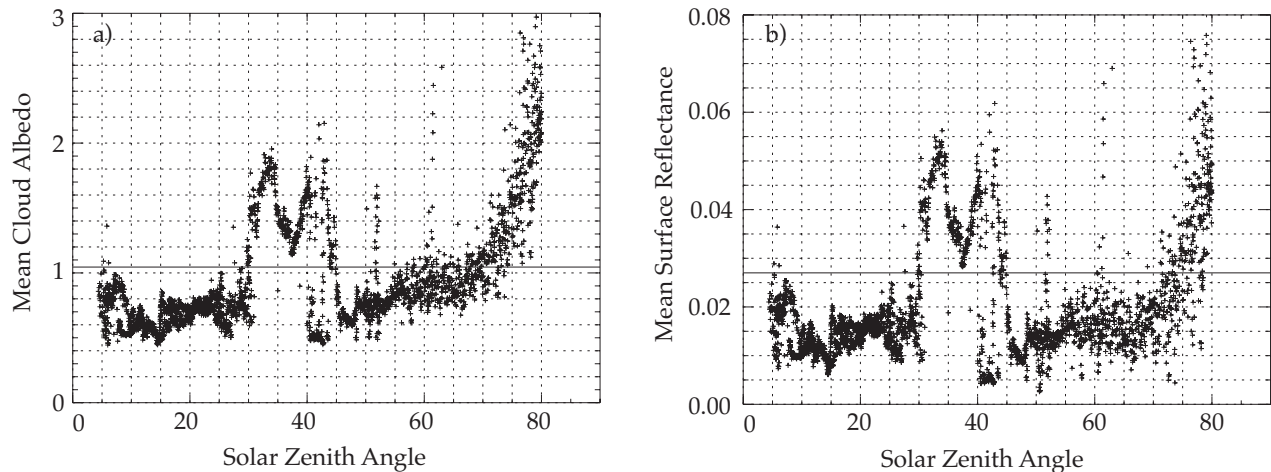 a)
Mean Cloud Albedo
3
2
1
0
0 20 40 60 80
Solar Zenith Angle
b)
Mean Surface Reflectance
0.08
0.06
0.04
0.02
0.00
0 20 40 60 80
Solar Zenith Angle